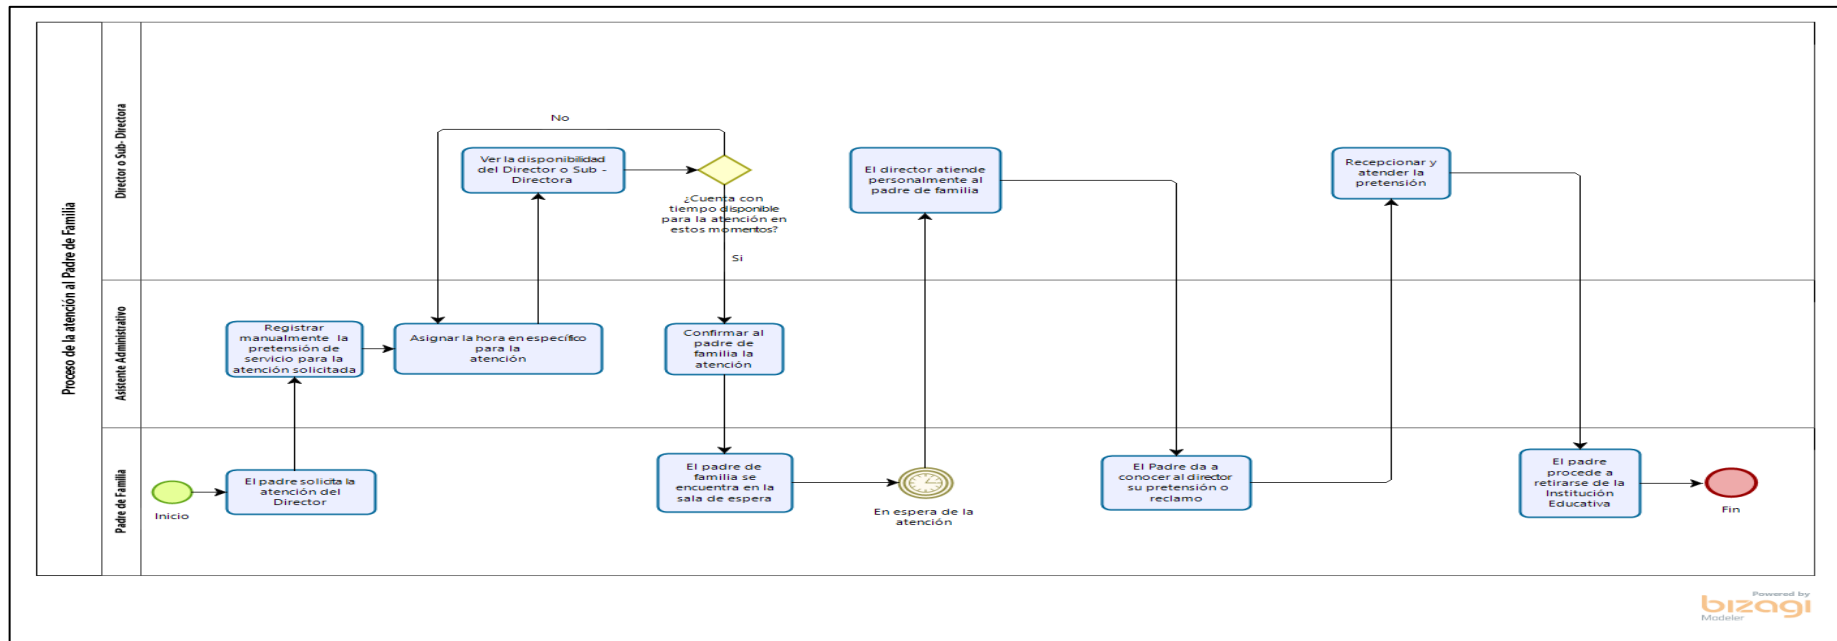 Proceso de la atención al Padre de Familia
Director o Sub- Directora
No
Ver la disponibilidad
del Director o Sub -
Directora
¿Cuenta con
tiempo disponible
para la atención en
estos momentos?
Si
El director atiende
personalmente al
padre de familia
Recepcionar y
atender la
pretensión
Asistente Administrativo
Registrar
manualmente la
pretensión de
servicio para la
atención solicitada
Asignar la hora en específico
para la
atención
Confirmar al
padre de
familia la
atención
Padre de Familia
Inicio
El padre solicita la
atención del
Director
El padre de
familia se
encuentra en la
sala de espera
En espera de la
atención
El Padre da a
conocer al director
su pretensión o
reclamo
El padre
procede a
retirarse de la
Institución
Educativa
Fin
Powered by
bizagi
Modeler